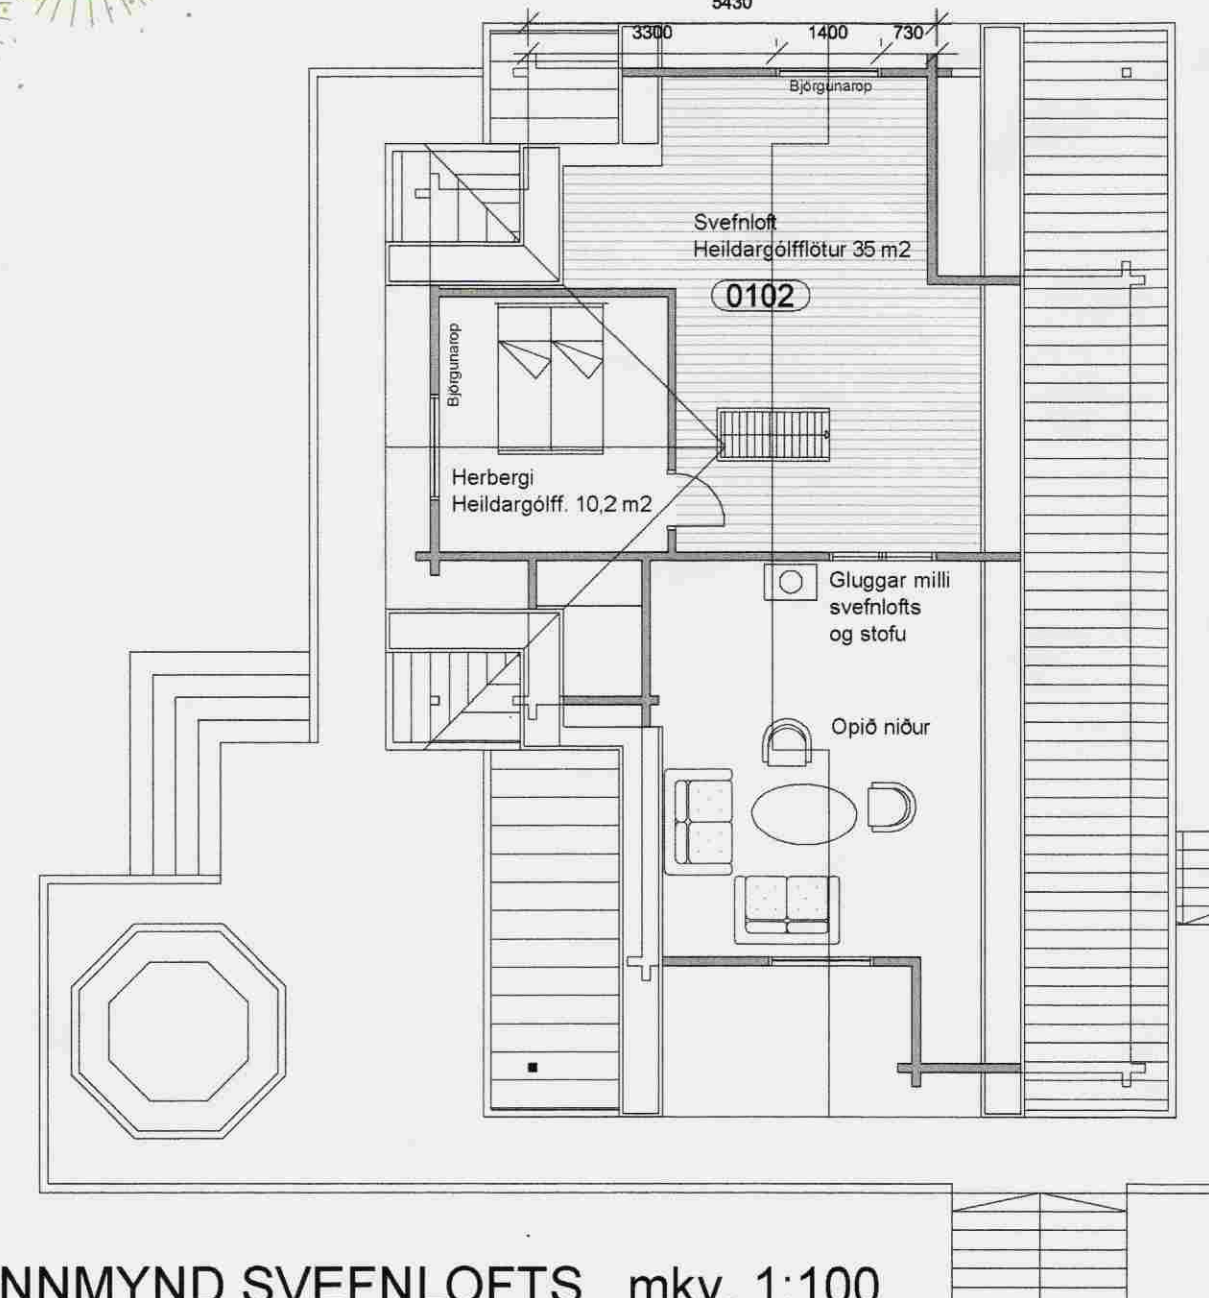 5430
3300 1400 730
Björgunarop
Svefnloft
Heildargólfflötur 35 m2
0102
Björgunarop
Herbergi
Heildargólff. 10,2 m2
Gluggar milli
svefnlofts
og stofu
Opið niður
NNMYND SVEFNLOFTS mkv. 1:100